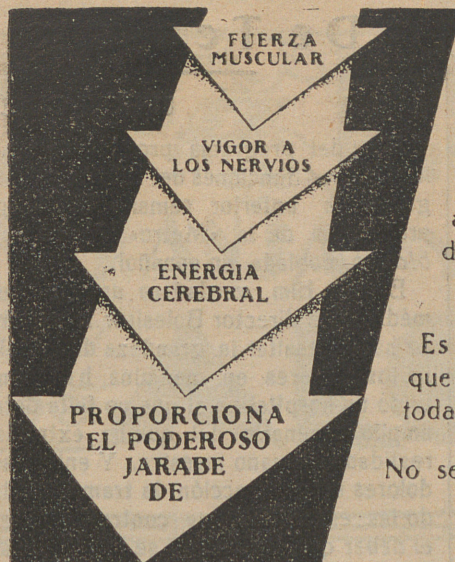 FUERZA
MUSCULAR
VIGOR A
LOS NERVIOS
ENERGIA
CEREBRAL
PROPORCIONA
EL PODEROSO
JARABE
DE
a
d
Es
que
toda
No se